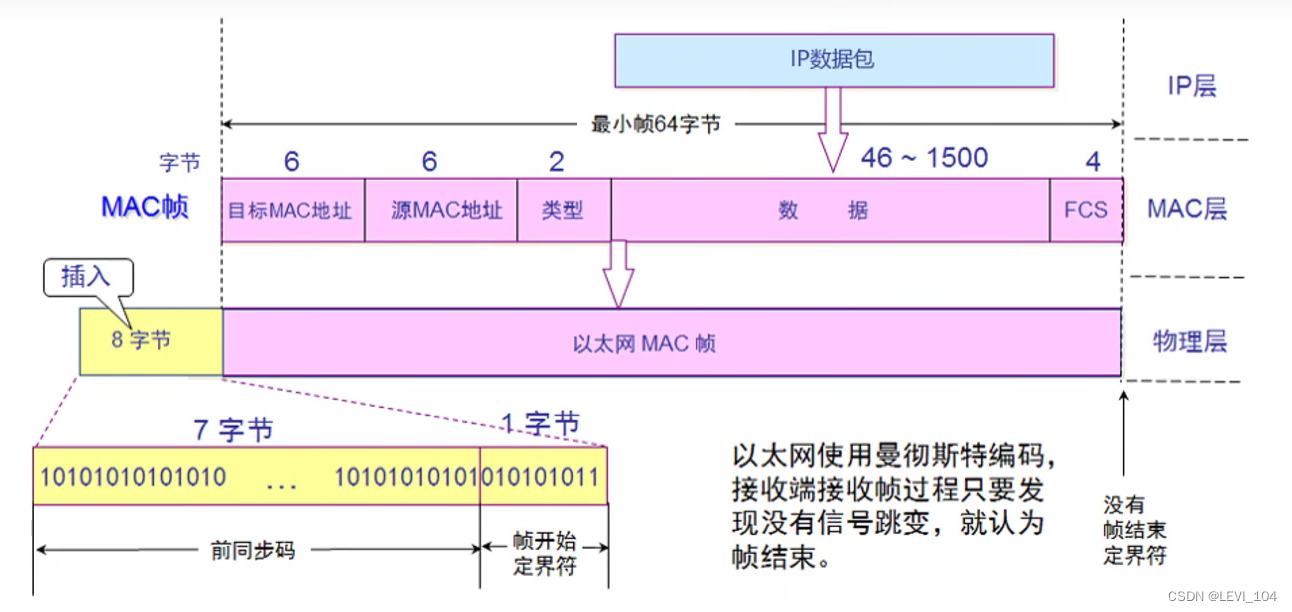 IP数据包
IP层
最小帧64字节
字节
6
6
2
46 ~ 1500
4
MAC帧
目标MAC地址
源MAC地址
类型
数 据
FCS
MAC层
插入
8 字节
以太网 MAC 帧
物理层
7 字节
1 字节
10101010101010 ... 10101010101010101011
前同步码
帧开始
定界符
以太网使用曼彻斯特编码，
接收端接收帧过程只要发
现没有信号跳变，就认为
帧结束。
没有
帧结束
定界符
CSDN @LEVI_104